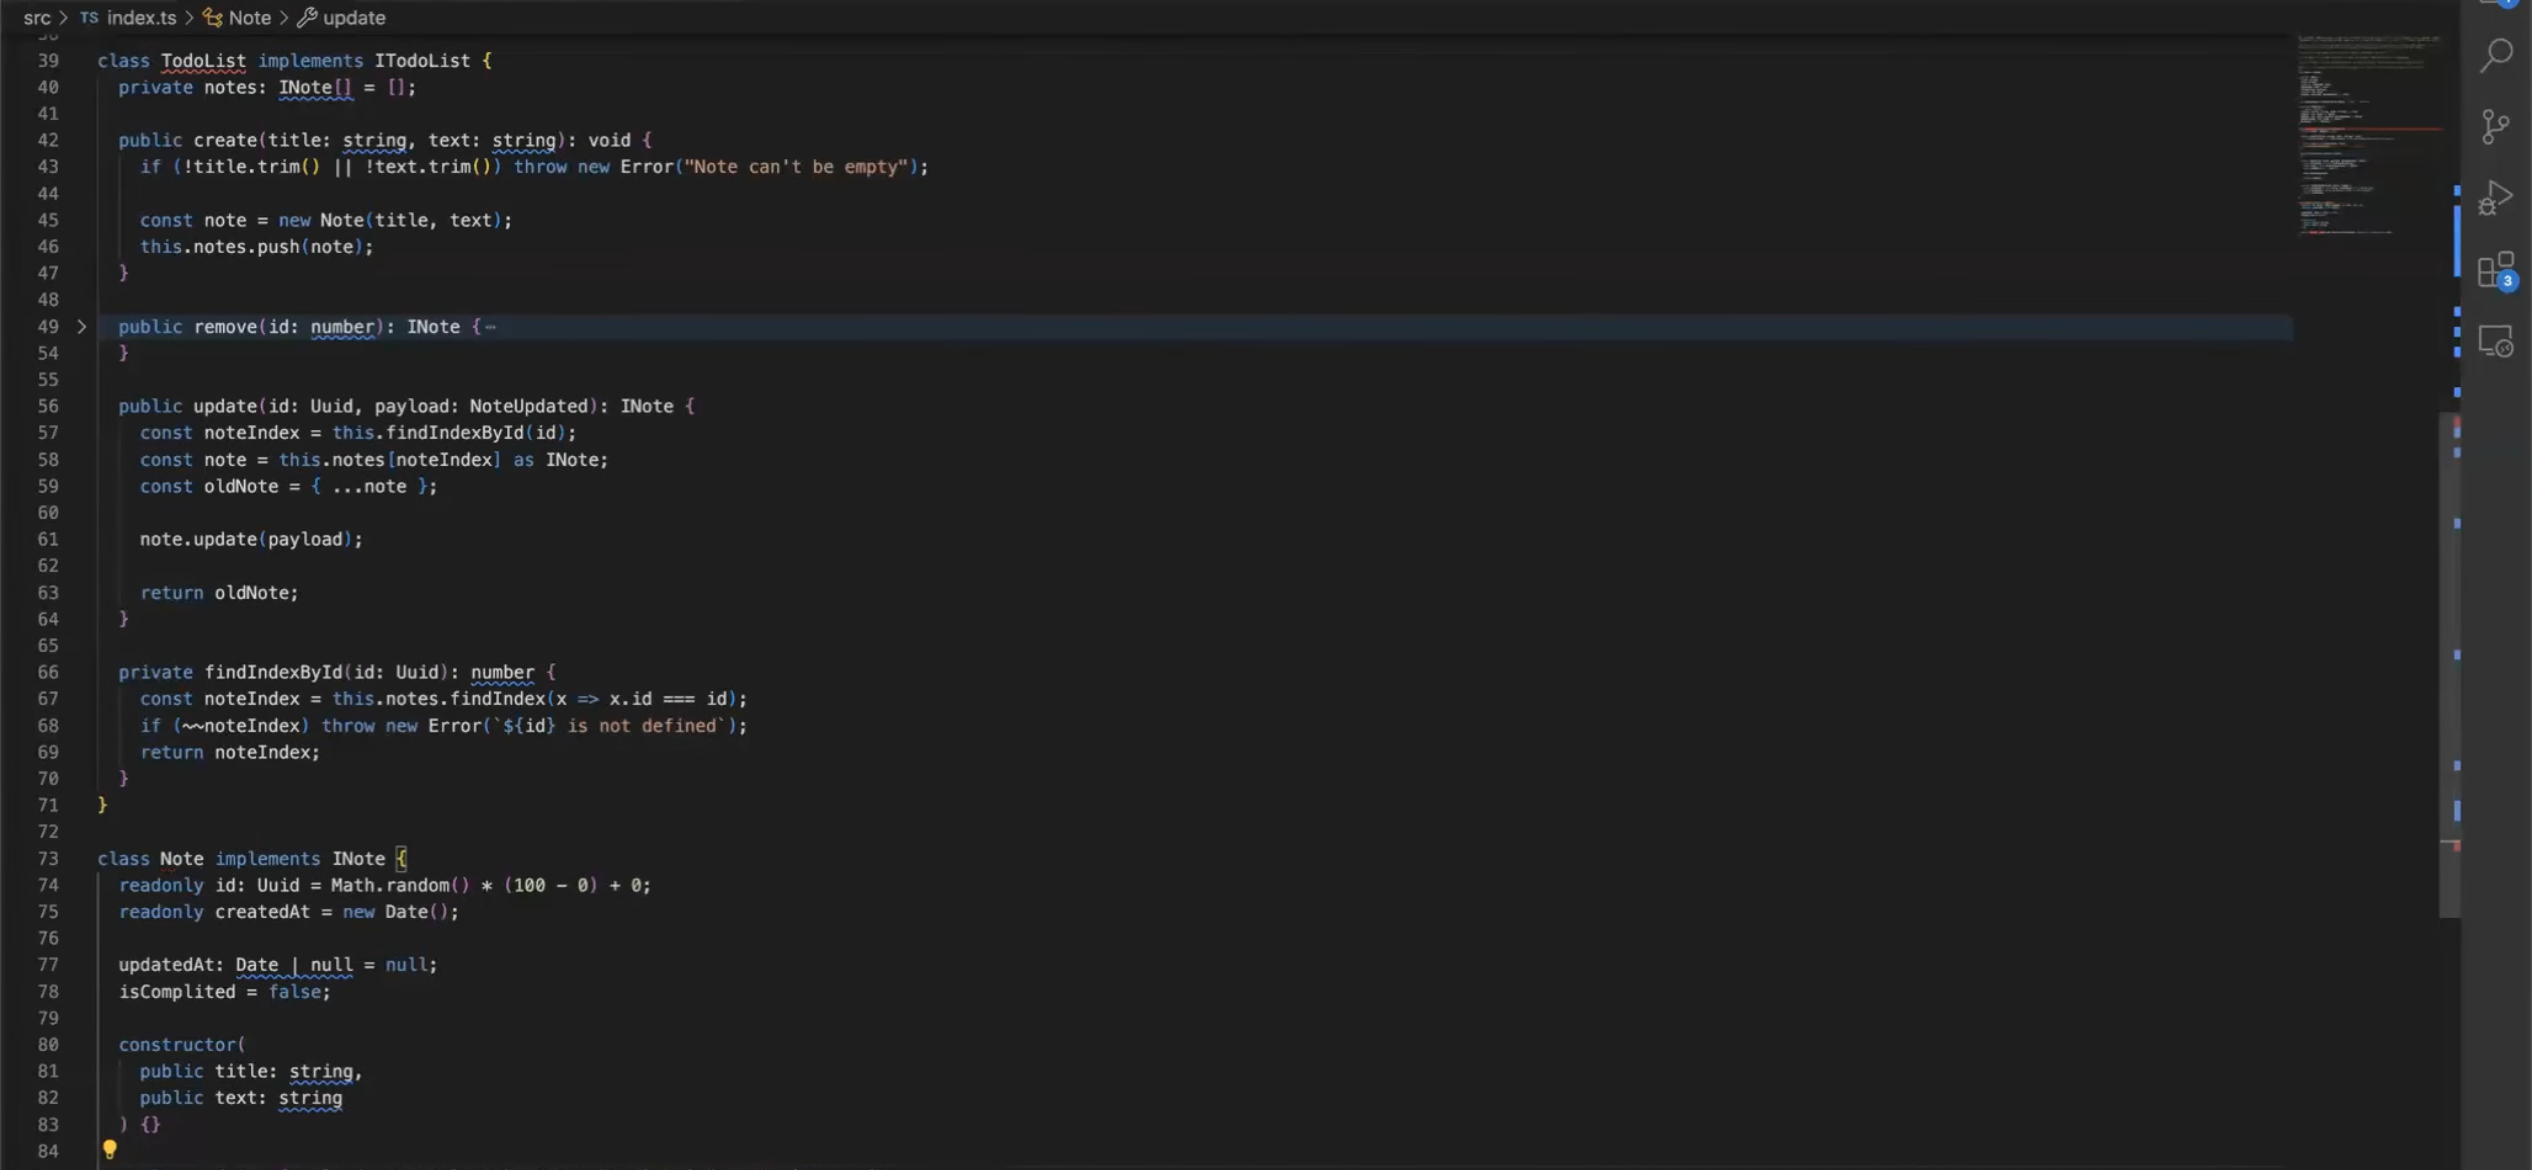 src > TS index.ts > Note > update
38
39 class TodoList implements ITodoList {
40 private notes: INote[] = [];
41
42 public create(title: string, text: string): void {
43 if (!title.trim() || !text.trim()) throw new Error("Note can't be empty");
44
45 const note = new Note(title, text);
46 this.notes.push(note);
47 }
48
49 > public remove(id: number): INote { ⋯
54 }
55
56 public update(id: Uuid, payload: NoteUpdated): INote {
57 const noteIndex = this.findIndexById(id);
58 const note = this.notes[noteIndex] as INote;
59 const oldNote = { ...note };
60
61 note.update(payload);
62
63 return oldNote;
64 }
65
66 private findIndexById(id: Uuid): number {
67 const noteIndex = this.notes.findIndex(x => x.id === id);
68 if (~~noteIndex) throw new Error(`${id} is not defined`);
69 return noteIndex;
70 }
71 }
72
73 class Note implements INote {
74 readonly id: Uuid = Math.random() * (100 - 0) + 0;
75 readonly createdAt = new Date();
76
77 updatedAt: Date | null = null;
78 isComplited = false;
79
80 constructor(
81 public title: string,
82 public text: string
83 ) {}
84
3